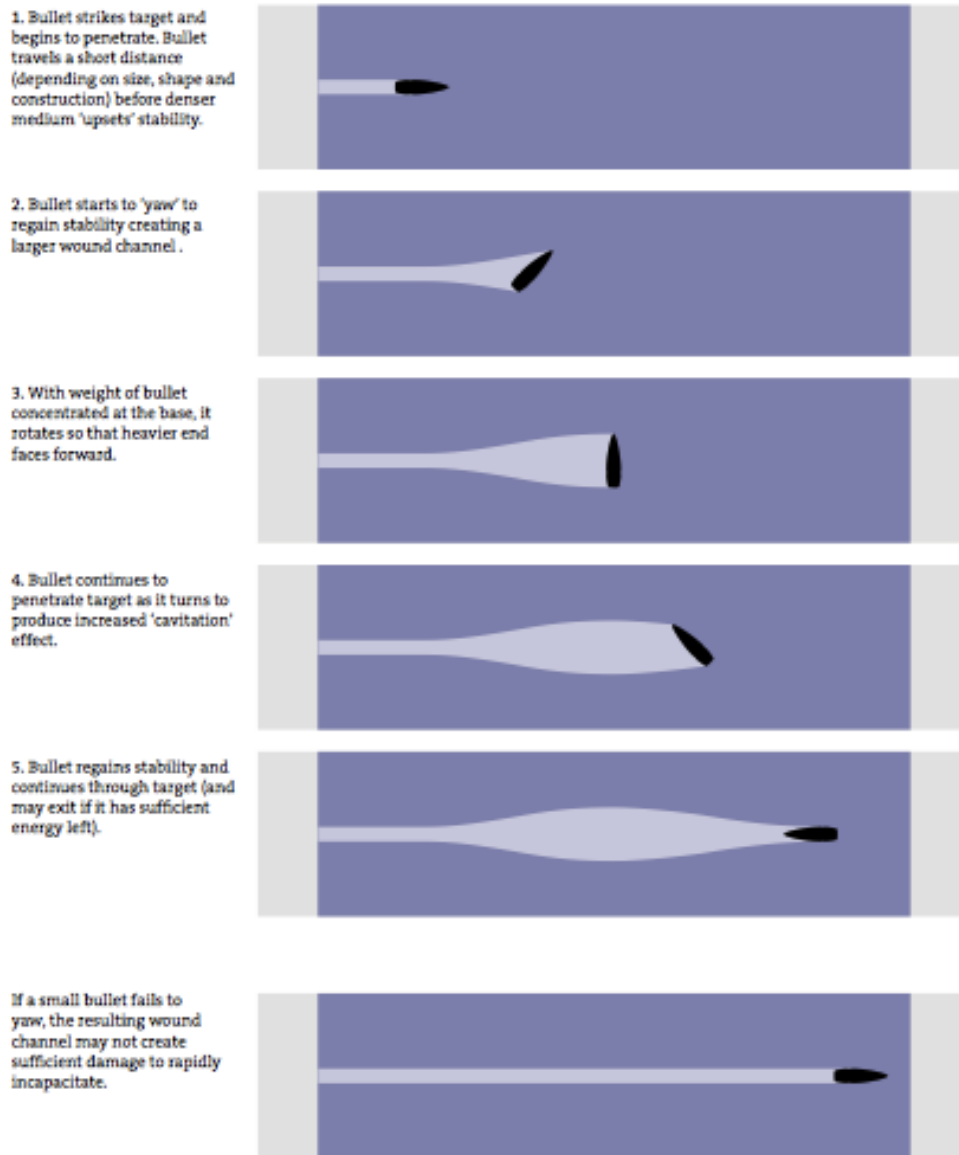 1. Bullet strikes target and
begins to penetrate. Bullet
travels a short distance
(depending on size, shape and
construction) before denser
medium 'upsets' stability.
2. Bullet starts to 'yaw' to
regain stability creating a
larger wound channel .
3. With weight of bullet
concentrated at the base, it
rotates so that heavier end
faces forward.
4. Bullet continues to
penetrate target as it turns to
produce increased 'cavitation'
effect.
5. Bullet regains stability and
continues through target (and
may exit if it has sufficient
energy left).
If a small bullet fails to
yaw, the resulting wound
channel may not create
sufficient damage to rapidly
incapacitate.